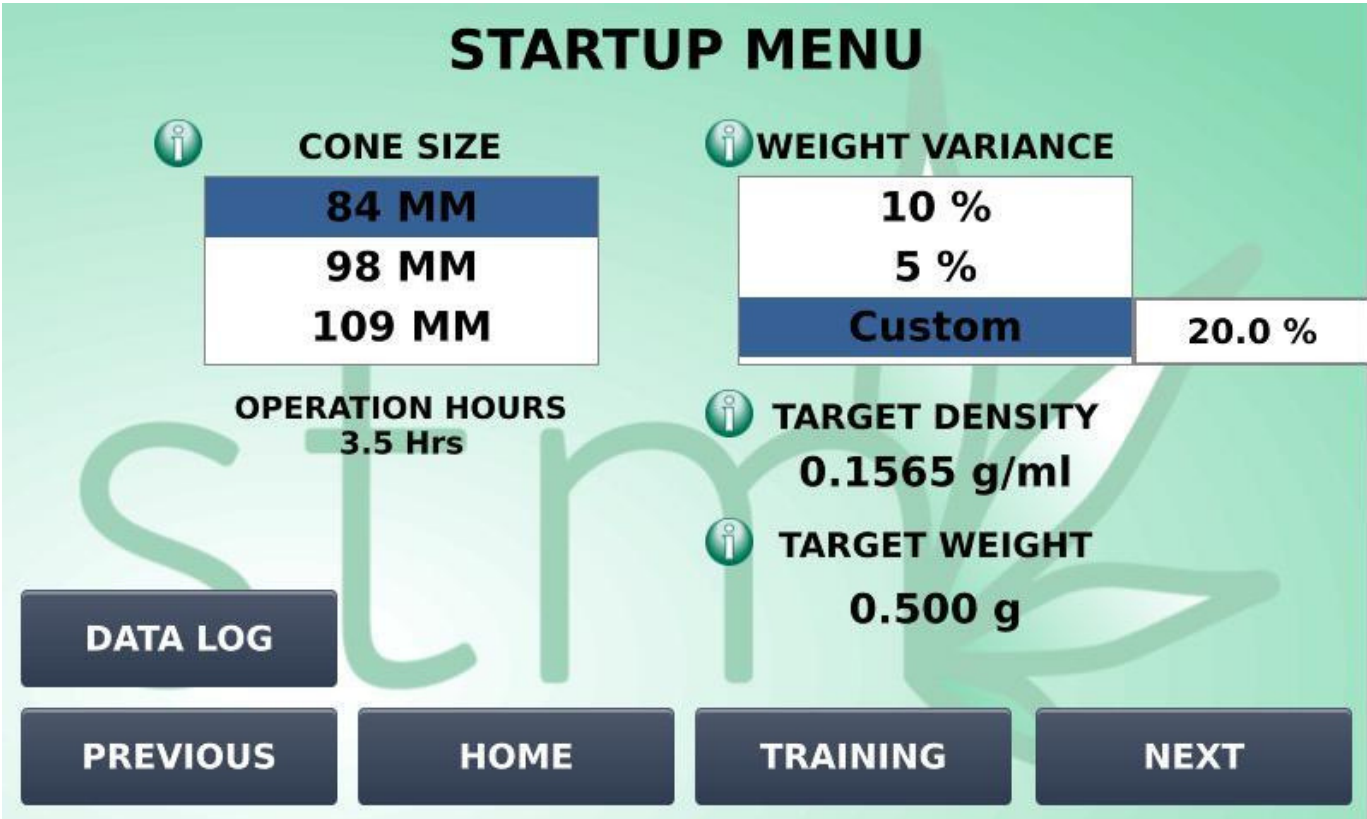 STARTUP MENU
CONE SIZE
84 MM
98 MM
109 MM
OPERATION HOURS
3.5 Hrs
WEIGHT VARIANCE
10 %
5 %
Custom
20.0 %
TARGET DENSITY
0.1565 g/ml
TARGET WEIGHT
0.500 g
stm
DATA LOG
PREVIOUS
HOME
TRAINING
NEXT